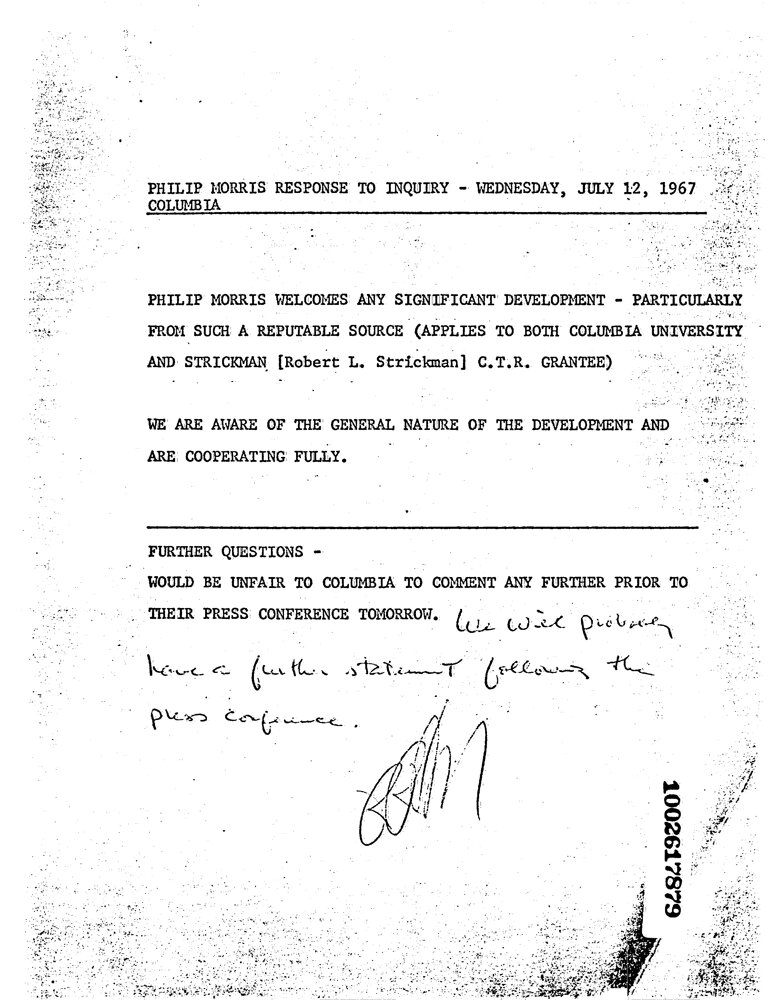 PHILIP MORRIS RESPONSE TO INQUIRY - WEDNESDAY, JULY 12, 1967
COLUMBIA
PHILIP MORRIS WELCOMES ANY SIGNIFICANT DEVELOPMENT - PARTICULARLY
FROM SUCH A REPUTABLE SOURCE (APPLIES TO BOTH COLUMBIA UNIVERSITY
AND STRICKMAN [Robert L. Strickman] C.T.R. GRANTEE)
WE ARE AWARE OF THE GENERAL NATURE OF THE DEVELOPMENT AND
ARE COOPERATING FULLY.
FURTHER QUESTIONS -
WOULD BE UNFAIR TO COLUMBIA TO COMMENT ANY FURTHER PRIOR TO
THEIR PRESS CONFERENCE TOMORROW. We will probably
have a further statement following the
press conference.
1002617879